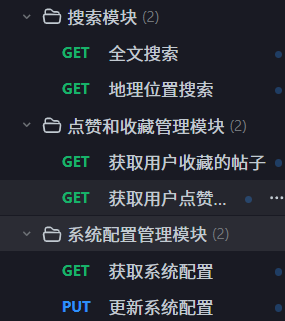 搜索模块 (2)
GET 全文搜索
GET 地理位置搜索
点赞和收藏管理模块 (2)
GET 获取用户收藏的帖子
GET 获取用户点赞... ...
系统配置管理模块 (2)
GET 获取系统配置
PUT 更新系统配置